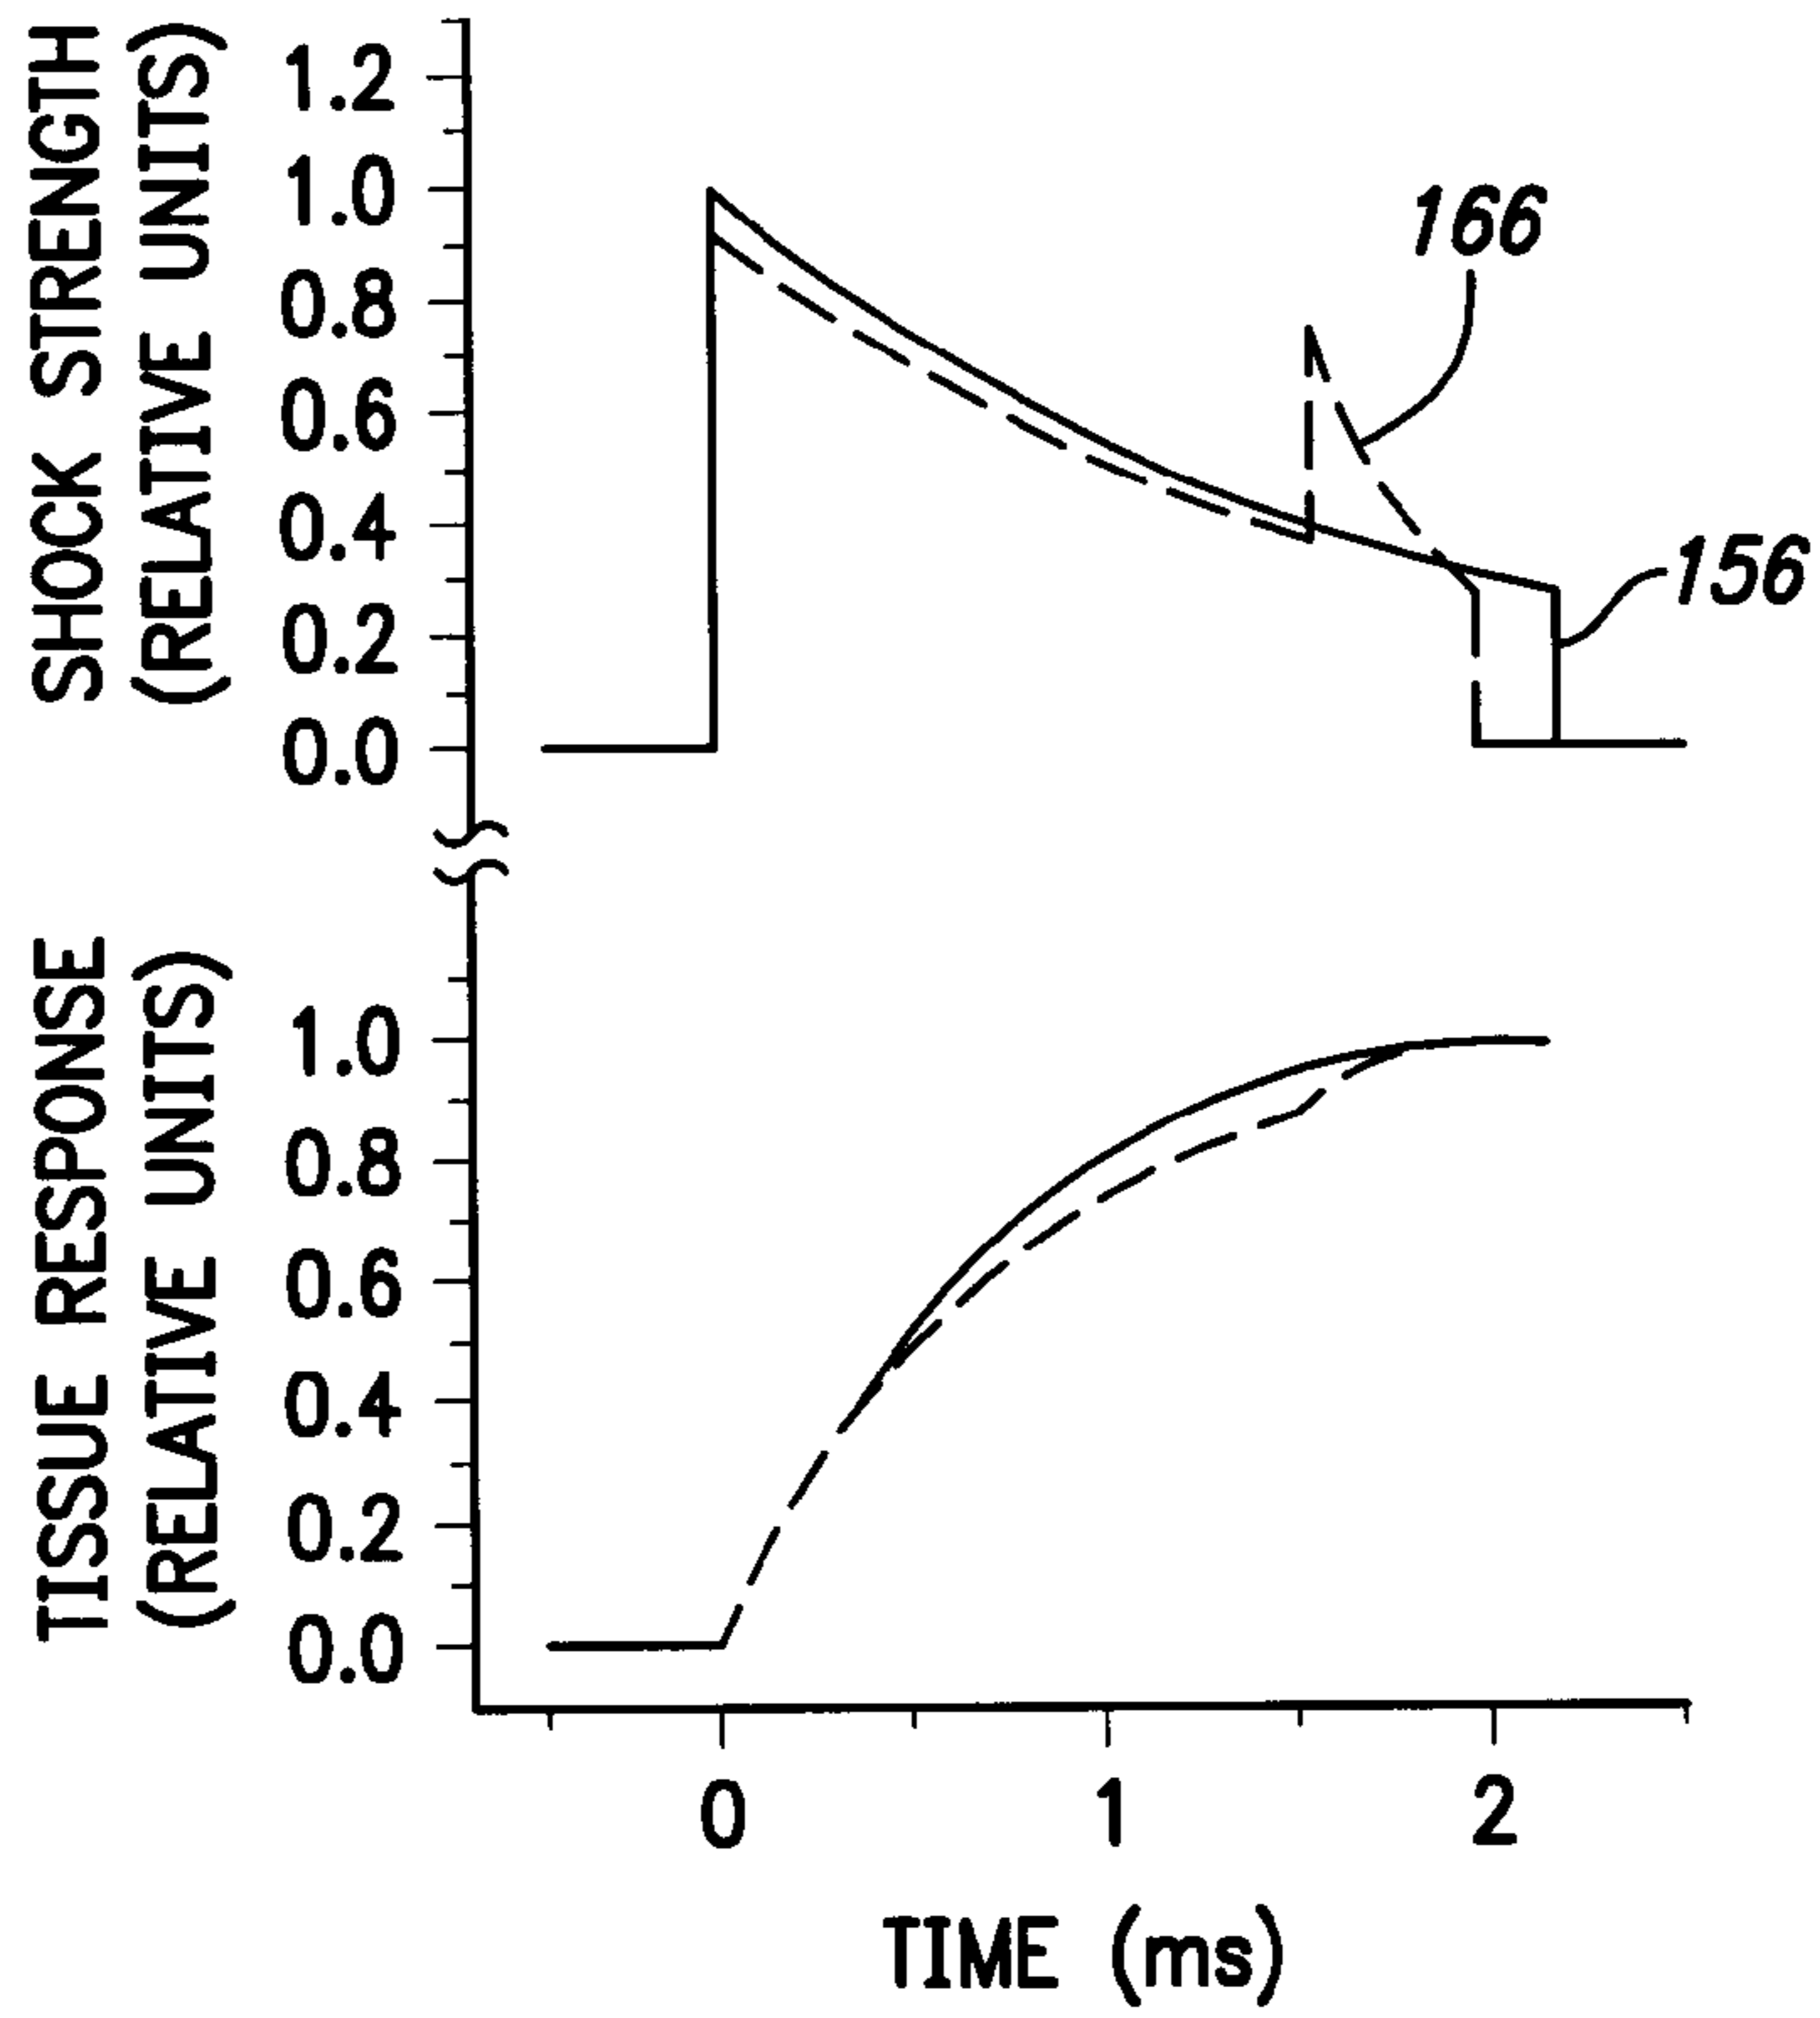 SHOCK STRENGTH
(RELATIVE UNITS)
1.2
1.0
0.8
0.6
0.4
0.2
0.0
166
156
TISSUE RESPONSE
(RELATIVE UNITS)
1.0
0.8
0.6
0.4
0.2
0.0
0 1 2
TIME (ms)